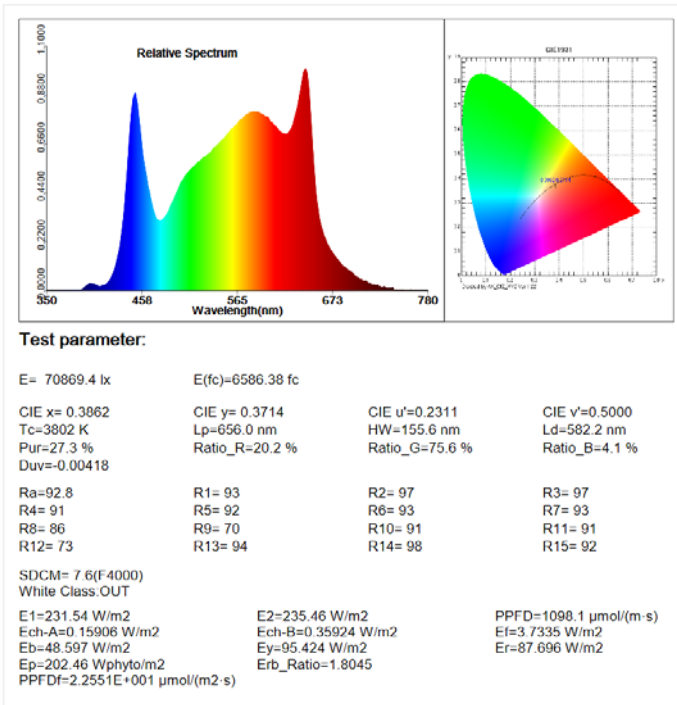 Relative Spectrum
1.1000
0.8800
0.6600
0.4400
0.2200
0.0000
350 458 565 673 780
Wavelength(nm)
CIE1931
Test parameter:
E= 70869.4 lx E(fc)=6586.38 fc
CIE x= 0.3862 CIE y= 0.3714 CIE u'=0.2311 CIE v'=0.5000
Tc=3802 K Lp=656.0 nm HW=155.6 nm Ld=582.2 nm
Pur=27.3 % Ratio_R=20.2 % Ratio_G=75.6 % Ratio_B=4.1 %
Duv=-0.00418
Ra=92.8 R1= 93 R2= 97 R3= 97
R4= 91 R5= 92 R6= 93 R7= 93
R8= 86 R9= 70 R10= 91 R11= 91
R12= 73 R13= 94 R14= 98 R15= 92
SDCM= 7.6(F4000)
White Class:OUT
E1=231.54 W/m2 E2=235.46 W/m2 PPFD=1098.1 µmol/(m·s)
Ech-A=0.15906 W/m2 Ech-B=0.35924 W/m2 Ef=3.7335 W/m2
Eb=48.597 W/m2 Ey=95.424 W/m2 Er=87.696 W/m2
Ep=202.46 Wphyto/m2 Erb_Ratio=1.8045
PPFDf=2.2551E+001 µmol/(m2·s)